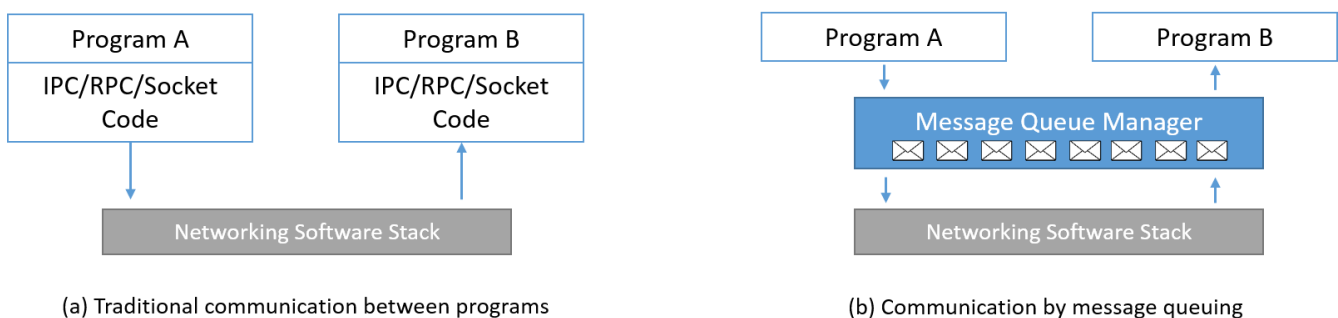 Program A
IPC/RPC/Socket
Code
Program B
IPC/RPC/Socket
Code
Networking Software Stack
(a) Traditional communication between programs
Program A
Program B
Message Queue Manager
Networking Software Stack
(b) Communication by message queuing